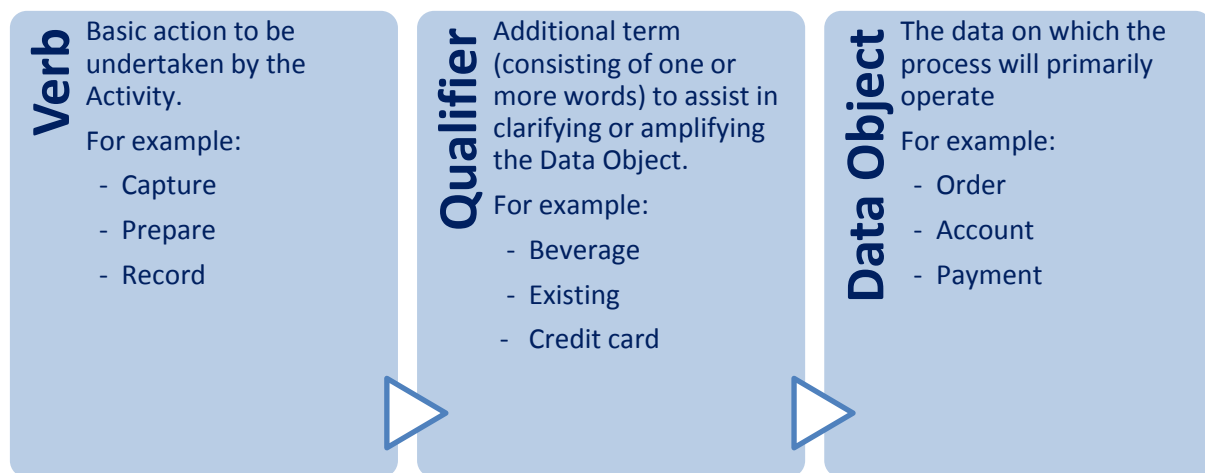 Verb
Basic action to be
undertaken by the
Activity.
For example:
- Capture
- Prepare
- Record
Qualifier
Additional term
(consisting of one or
more words) to assist in
clarifying or amplifying
the Data Object.
For example:
- Beverage
- Existing
- Credit card
Data Object
The data on which the
process will primarily
operate
For example:
- Order
- Account
- Payment